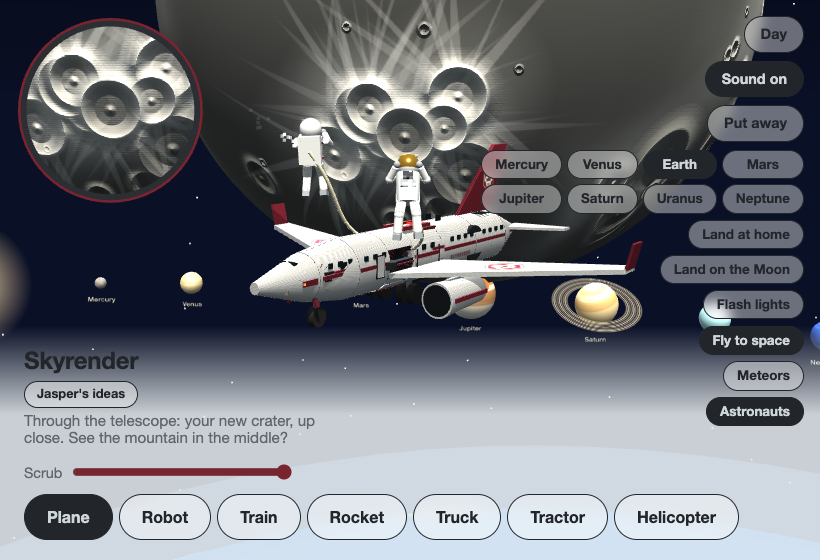 Day
Sound on
Put away
Mercury Venus Earth Mars
Jupiter Saturn Uranus Neptune
Land at home
Land on the Moon
Flash lights
Fly to space
Meteors
Astronauts
Mercury
Venus
Mars
Jupiter
Saturn
Skyrender
Jasper's ideas
Through the telescope: your new crater, up
close. See the mountain in the middle?
Scrub
Plane Robot Train Rocket Truck Tractor Helicopter